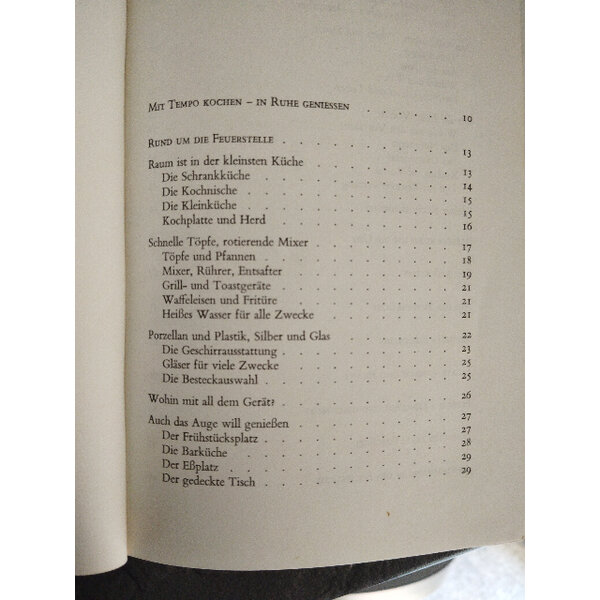 Mit Tempo kochen – in Ruhe geniessen . . . . . . 10
Rund um die Feuerstelle . . . . . . . . . . 13
Raum ist in der kleinsten Küche . . . . . . . . 13
Die Schrankküche . . . . . . . . . . 14
Die Kochnische . . . . . . . . . . 15
Die Kleinküche . . . . . . . . . . 15
Kochplatte und Herd . . . . . . . . . . 16
Schnelle Töpfe, rotierende Mixer . . . . . . . . 17
Töpfe und Pfannen . . . . . . . . . . 18
Mixer, Rührer, Entsafter . . . . . . . . . 19
Grill- und Toastgeräte . . . . . . . . . 21
Waffeleisen und Fritüre . . . . . . . . . 21
Heißes Wasser für alle Zwecke . . . . . . . 21
Porzellan und Plastik, Silber und Glas . . . . . . . 22
Die Geschirrausstattung . . . . . . . . . 23
Gläser für viele Zwecke . . . . . . . . . 25
Die Besteckauswahl . . . . . . . . . . 25
Wohin mit all dem Gerät? . . . . . . . . . 26
Auch das Auge will genießen . . . . . . . . 27
Der Frühstücksplatz . . . . . . . . . . 27
Die Barküche . . . . . . . . . . . 28
Der Eßplatz . . . . . . . . . . . . 29
Der gedeckte Tisch . . . . . . . . . . 29